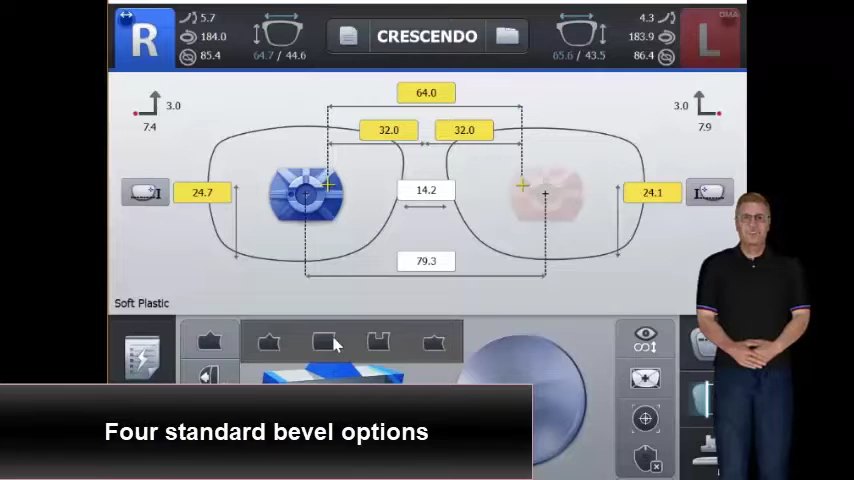 R
5.7
184.0
85.4
64.7 / 44.6
CRESCENDO
65.6 / 43.5
4.3
183.9
86.4
OMA
L
3.0
7.4
64.0
32.0
32.0
3.0
7.9
24.7
14.2
24.1
79.3
Soft Plastic
Four standard bevel options